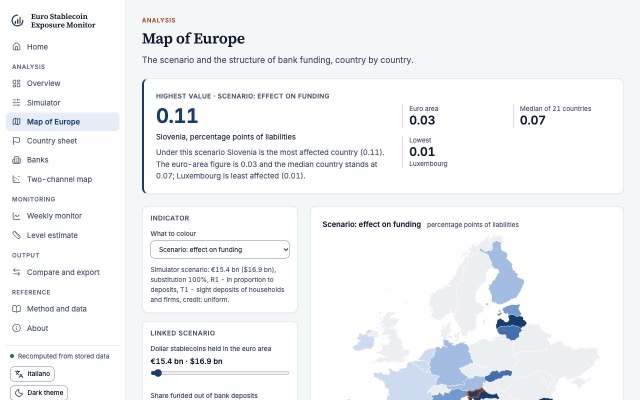 Euro Stablecoin
Exposure Monitor
Home
ANALYSIS
Overview
Simulator
Map of Europe
Country sheet
Banks
Two-channel map
MONITORING
Weekly monitor
Level estimate
OUTPUT
Compare and export
REFERENCE
Method and data
About
Recomputed from stored data
Italiano
Dark theme
ANALYSIS
Map of Europe
The scenario and the structure of bank funding, country by country.
HIGHEST VALUE · SCENARIO: EFFECT ON FUNDING
0.11
Slovenia, percentage points of liabilities
Under this scenario Slovenia is the most affected country (0.11).
The euro-area figure is 0.03 and the median country stands at
0.07; Luxembourg is least affected (0.01).
Euro area
0.03
Median of 21 countries
0.07
Lowest
0.01
Luxembourg
INDICATOR
What to colour
Scenario: effect on funding
Simulator scenario: €15.4 bn ($16.9 bn),
substitution 100%, R1 - in proportion to
deposits, T1 - sight deposits of households
and firms, credit: uniform.
LINKED SCENARIO
Dollar stablecoins held in the euro area
€15.4 bn · $16.9 bn
Share funded out of bank deposits
Scenario: effect on funding percentage points of liabilities